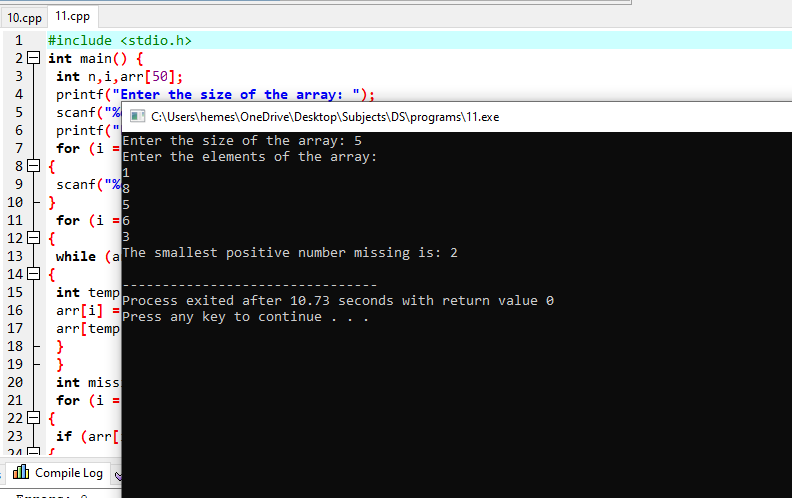 10.cpp 11.cpp
1 #include <stdio.h>
2 int main() {
3 int n,i,arr[50];
4 printf("Enter the size of the array: ");
5 scanf("%
6 printf("
7 for (i =
8 {
9 scanf("%
10 }
11 for (i =
12 {
13 while (a
14 {
15 int temp
16 arr[i] =
17 arr[temp
18 }
19 }
20 int miss
21 for (i =
22 {
23 if (arr[
24 {
C:\Users\hemes\OneDrive\Desktop\Subjects\DS\programs\11.exe
Enter the size of the array: 5
Enter the elements of the array:
1
8
5
6
3
The smallest positive number missing is: 2
--------------------------------
Process exited after 10.73 seconds with return value 0
Press any key to continue . . .
Compile Log